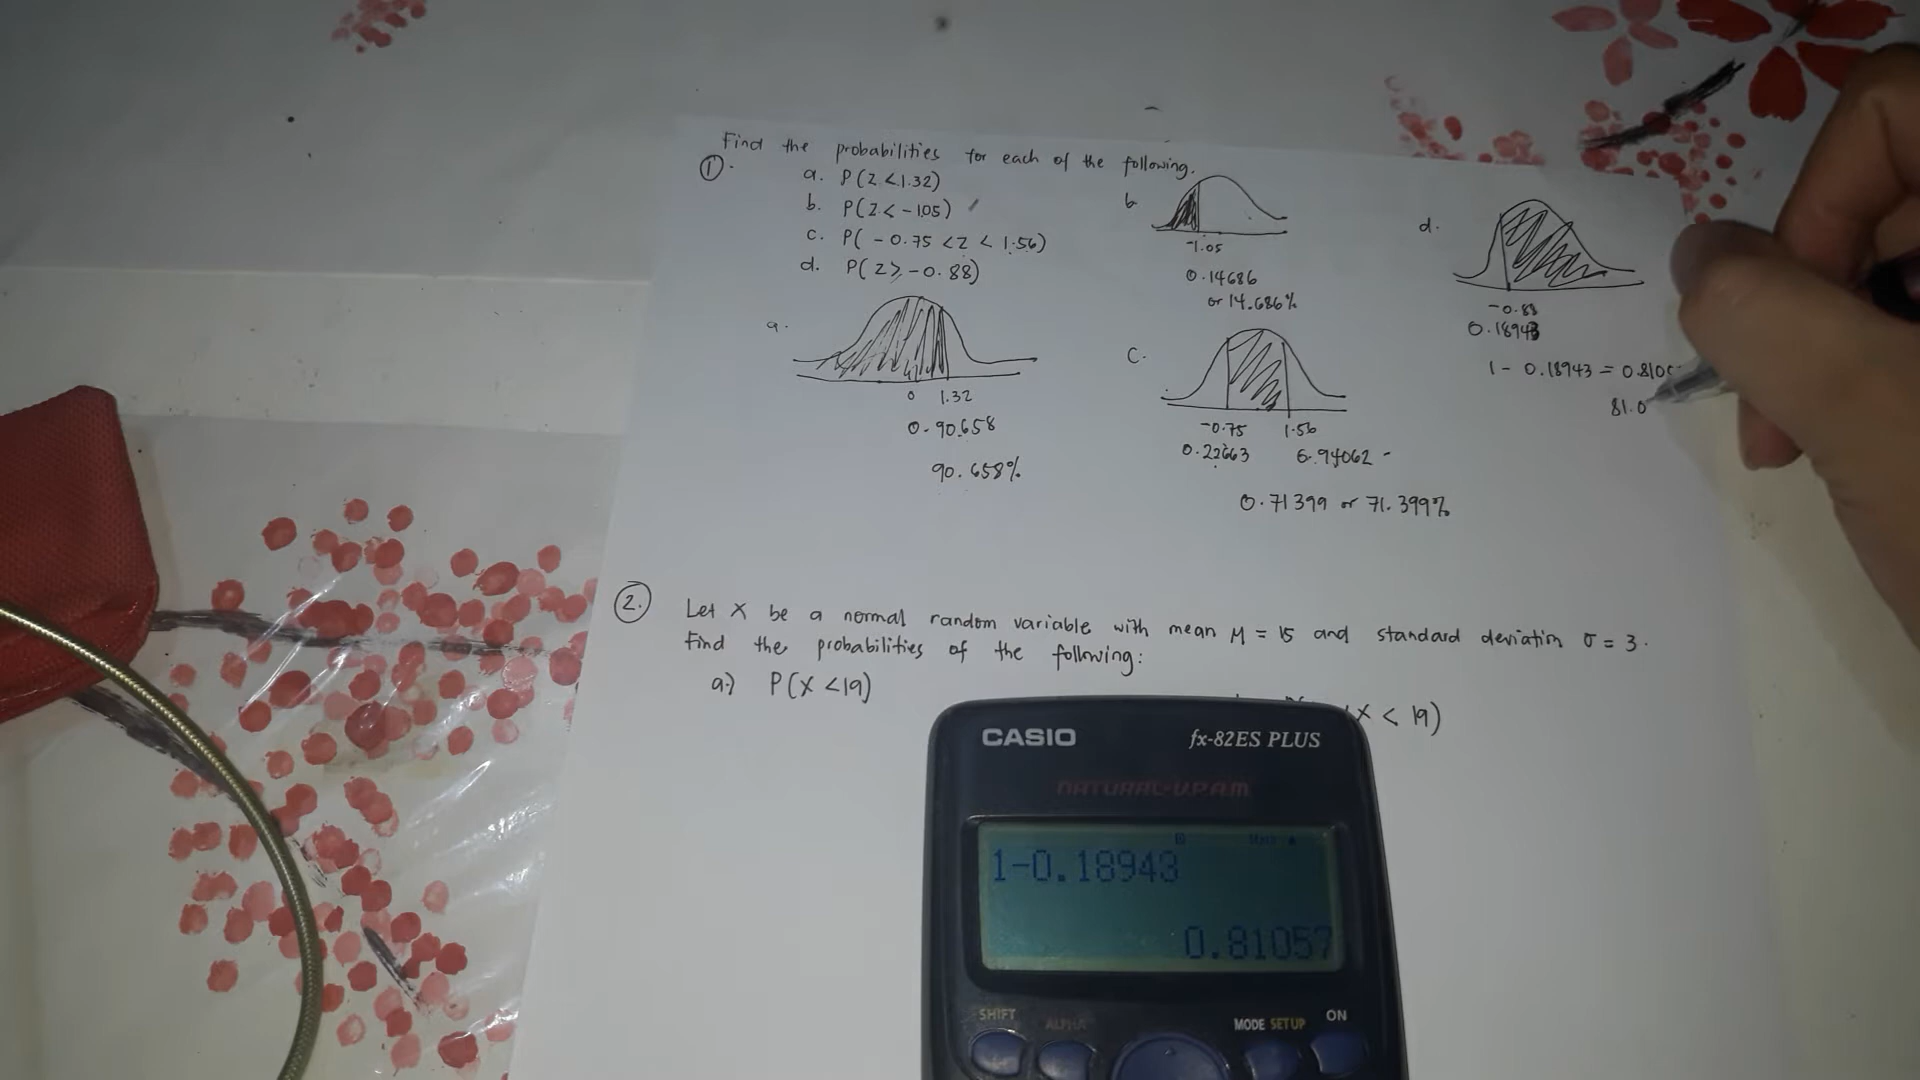 Find the probabilities for each of the following.
1.
a. P(Z < 1.32)
b. P(Z < -1.05)
c. P(-0.75 < Z < 1.56)
d. P(Z > -0.88)
a.
0 1.32
0.90658
90.658%
b
-1.05
0.14686
or 14.686%
c.
-0.75 1.56
0.22663 0.94062 -
0.71399 or 71.399%
d.
-0.88
0.18943
1 - 0.18943 = 0.8105
81.0
2. Let X be a normal random variable with mean μ = 15 and standard deviation σ = 3.
Find the probabilities of the following:
a.) P(X < 19)
X < 19)
CASIO fx-82ES PLUS
NATURAL-V.P.A.M.
1-0.18943
0.81057
SHIFT ALPHA MODE SETUP ON